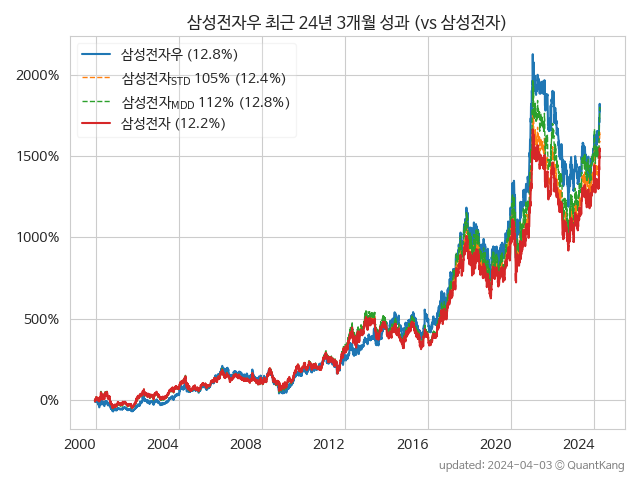 삼성전자우 최근 24년 3개월 성과 (vs 삼성전자)
삼성전자우 (12.8%)
삼성전자STD 105% (12.4%)
삼성전자MDD 112% (12.8%)
삼성전자 (12.2%)
2000%
1500%
1000%
500%
0%
2000 2004 2008 2012 2016 2020 2024
updated: 2024-04-03 © QuantKang